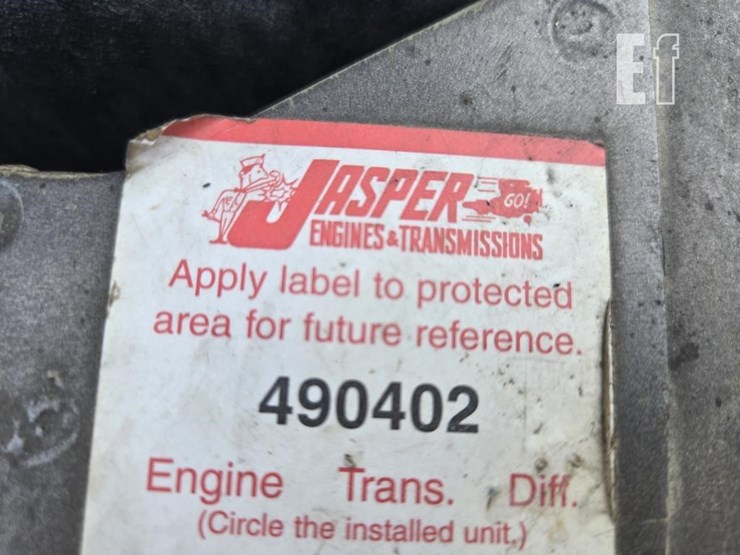 Ef
JASPER GO!
ENGINES & TRANSMISSIONS
Apply label to protected
area for future reference.
490402
Engine Trans. Diff.
(Circle the installed unit.)